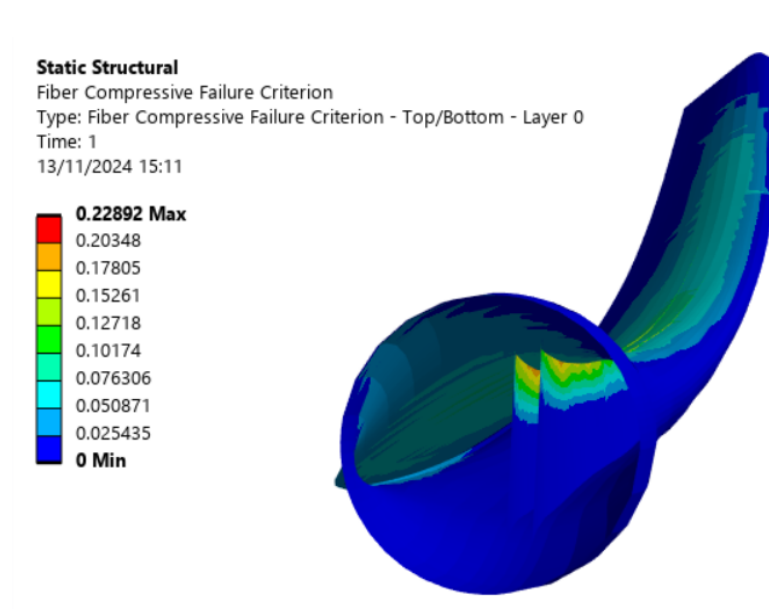 Static Structural
Fiber Compressive Failure Criterion
Type: Fiber Compressive Failure Criterion - Top/Bottom - Layer 0
Time: 1
13/11/2024 15:11
0.22892 Max
0.20348
0.17805
0.15261
0.12718
0.10174
0.076306
0.050871
0.025435
0 Min